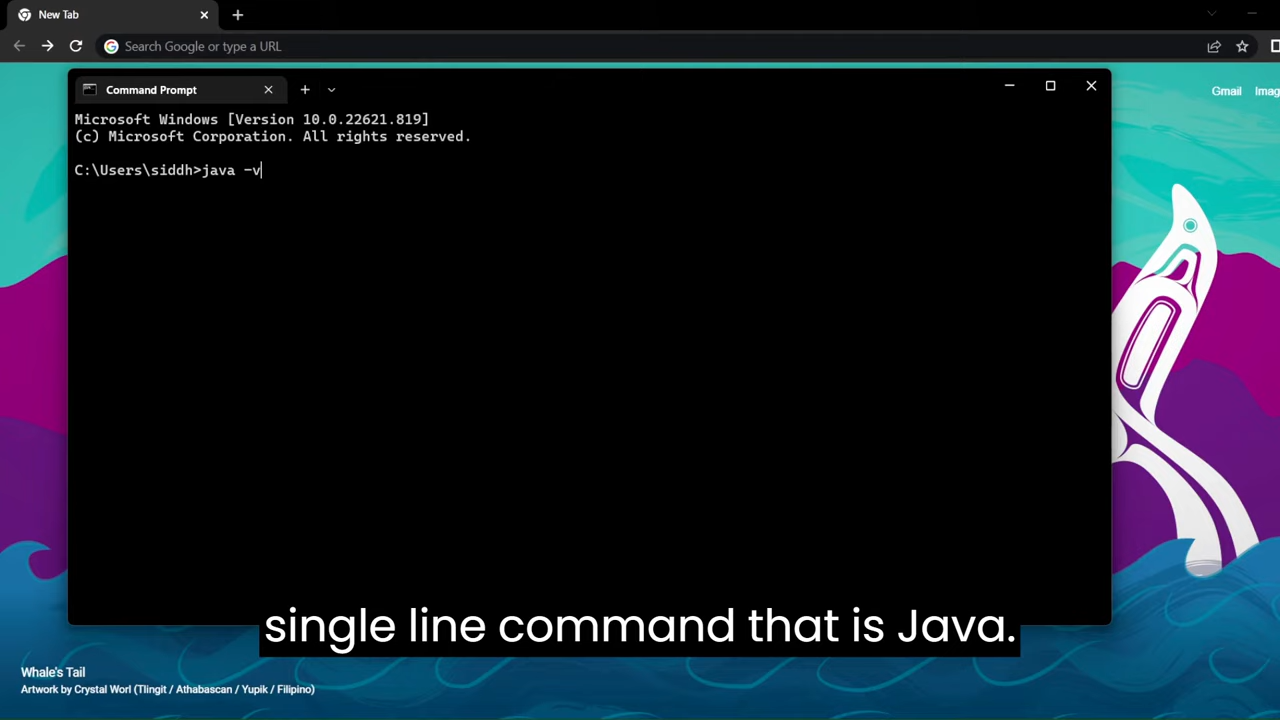 New Tab
Search Google or type a URL
Gmail Imag
Command Prompt
Microsoft Windows [Version 10.0.22621.819]
(c) Microsoft Corporation. All rights reserved.
C:\Users\siddh>java -v
single line command that is Java.
Whale's Tail
Artwork by Crystal Worl (Tlingit / Athabascan / Yupik / Filipino)